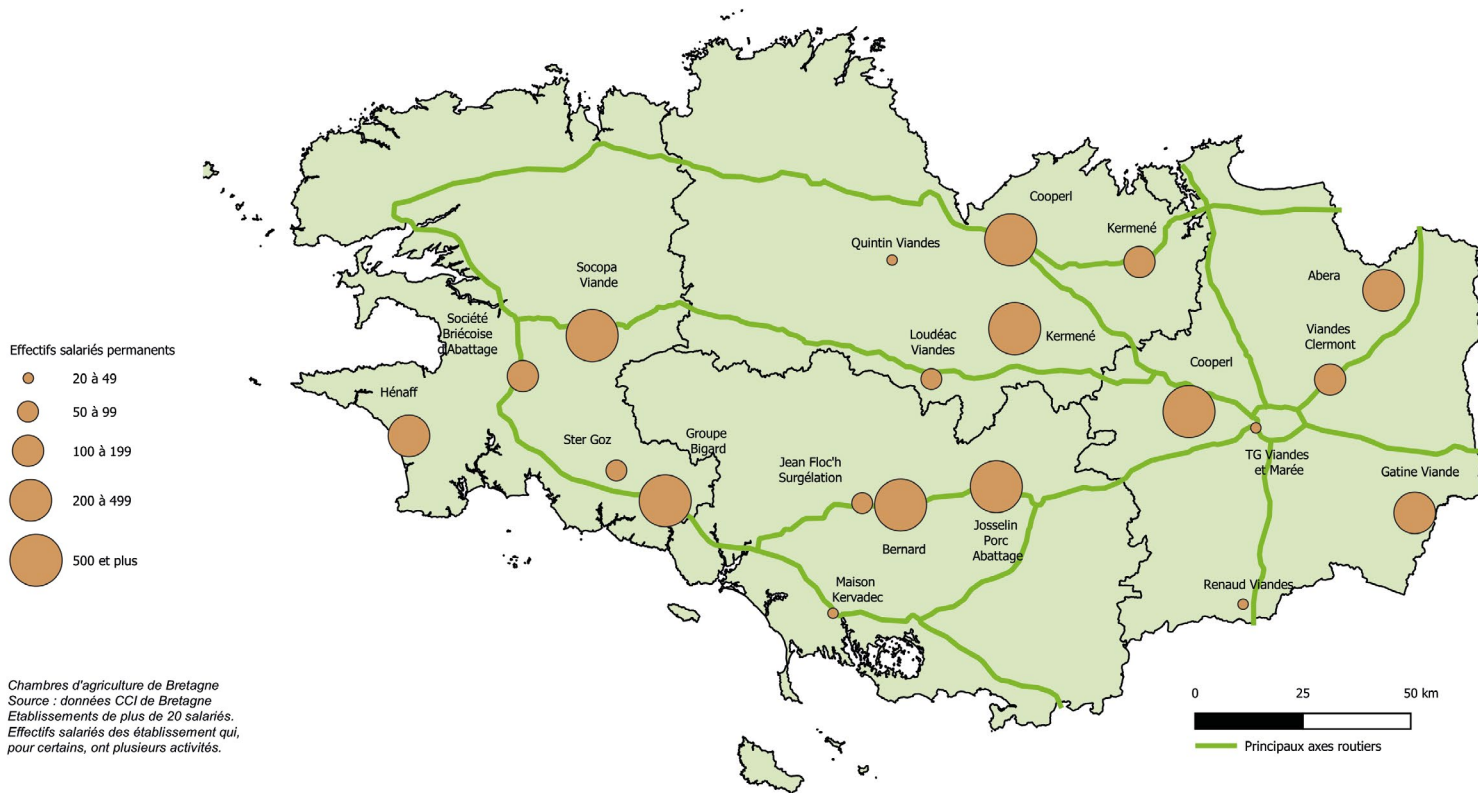 Effectifs salariés permanents
20 à 49
50 à 99
100 à 199
200 à 499
500 et plus
Chambres d'agriculture de Bretagne
Source : données CCI de Bretagne
Etablissements de plus de 20 salariés.
Effectifs salariés des établissement qui,
pour certains, ont plusieurs activités.
Cooperl
Kermené
Quintin Viandes
Socopa
Viande
Abera
Société
Briécoise
d'Abattage
Loudéac
Viandes
Kermené
Viandes
Clermont
Cooperl
Hénaff
Ster Goz
Groupe
Bigard
Jean Floc'h
Surgélation
Bernard
Josselin
Porc
Abattage
TG Viandes
et Marée
Gatine Viande
Maison
Kervadec
Renaud Viandes
0
25
50 km
Principaux axes routiers